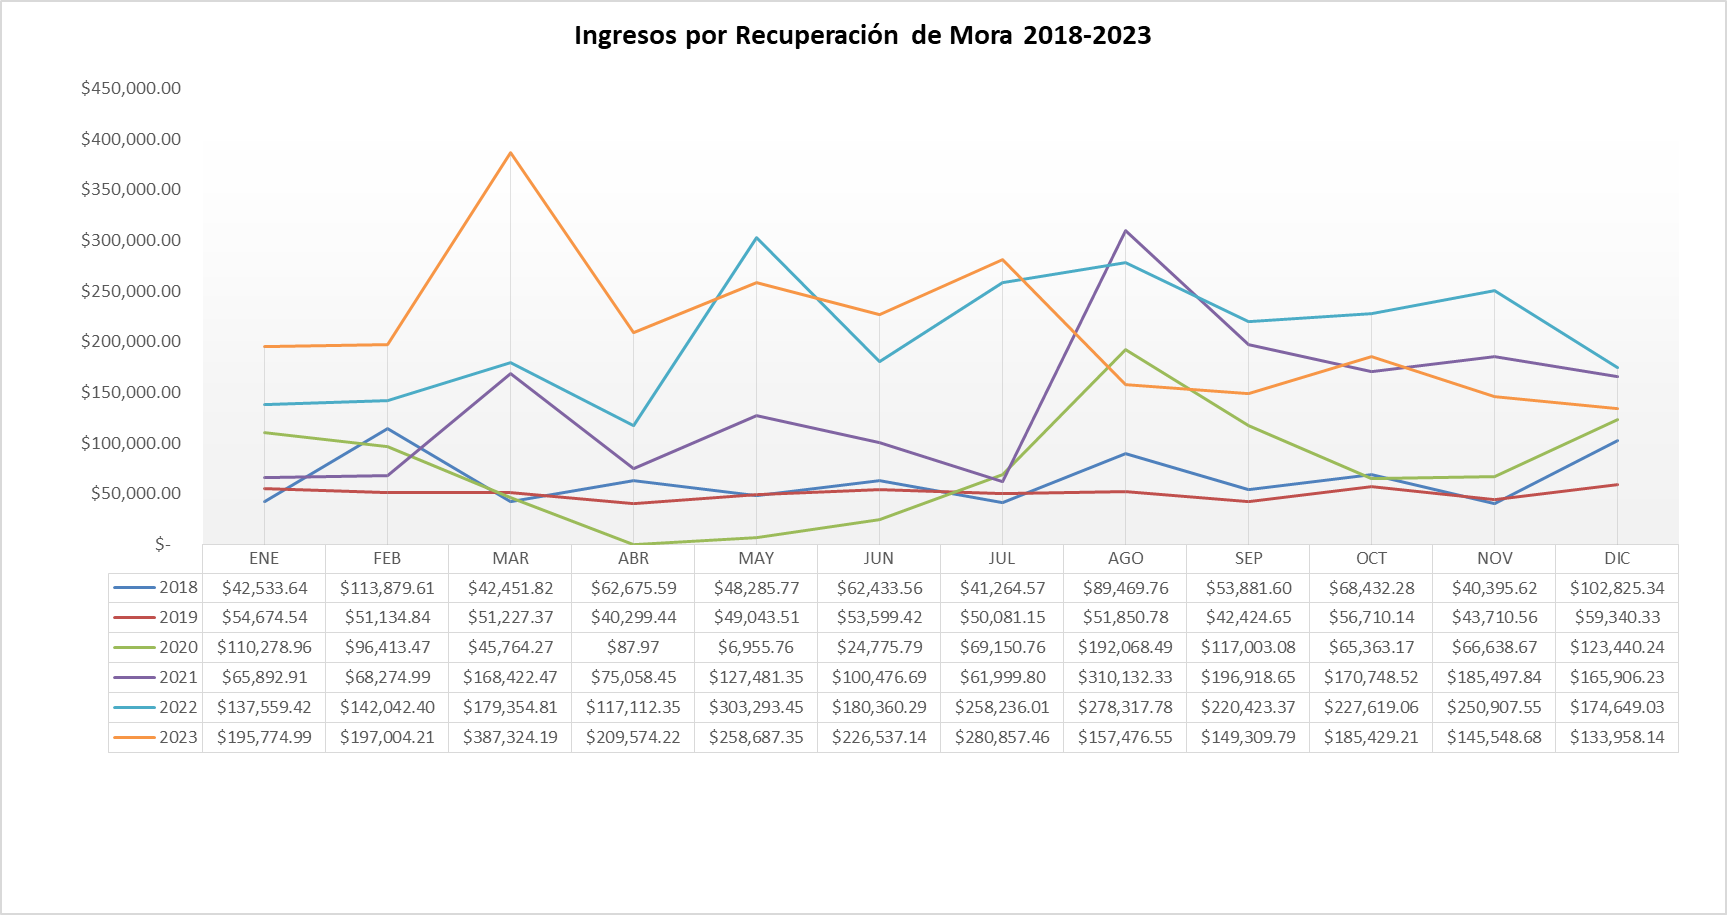 Ingresos por Recuperación de Mora 2018-2023
$450,000.00
$400,000.00
$350,000.00
$300,000.00
$250,000.00
$200,000.00
$150,000.00
$100,000.00
$50,000.00
$-
ENE FEB MAR ABR MAY JUN JUL AGO SEP OCT NOV DIC
2018 $42,533.64 $113,879.61 $42,451.82 $62,675.59 $48,285.77 $62,433.56 $41,264.57 $89,469.76 $53,881.60 $68,432.28 $40,395.62 $102,825.34
2019 $54,674.54 $51,134.84 $51,227.37 $40,299.44 $49,043.51 $53,599.42 $50,081.15 $51,850.78 $42,424.65 $56,710.14 $43,710.56 $59,340.33
2020 $110,278.96 $96,413.47 $45,764.27 $87.97 $6,955.76 $24,775.79 $69,150.76 $192,068.49 $117,003.08 $65,363.17 $66,638.67 $123,440.24
2021 $65,892.91 $68,274.99 $168,422.47 $75,058.45 $127,481.35 $100,476.69 $61,999.80 $310,132.33 $196,918.65 $170,748.52 $185,497.84 $165,906.23
2022 $137,559.42 $142,042.40 $179,354.81 $117,112.35 $303,293.45 $180,360.29 $258,236.01 $278,317.78 $220,423.37 $227,619.06 $250,907.55 $174,649.03
2023 $195,774.99 $197,004.21 $387,324.19 $209,574.22 $258,687.35 $226,537.14 $280,857.46 $157,476.55 $149,309.79 $185,429.21 $145,548.68 $133,958.14